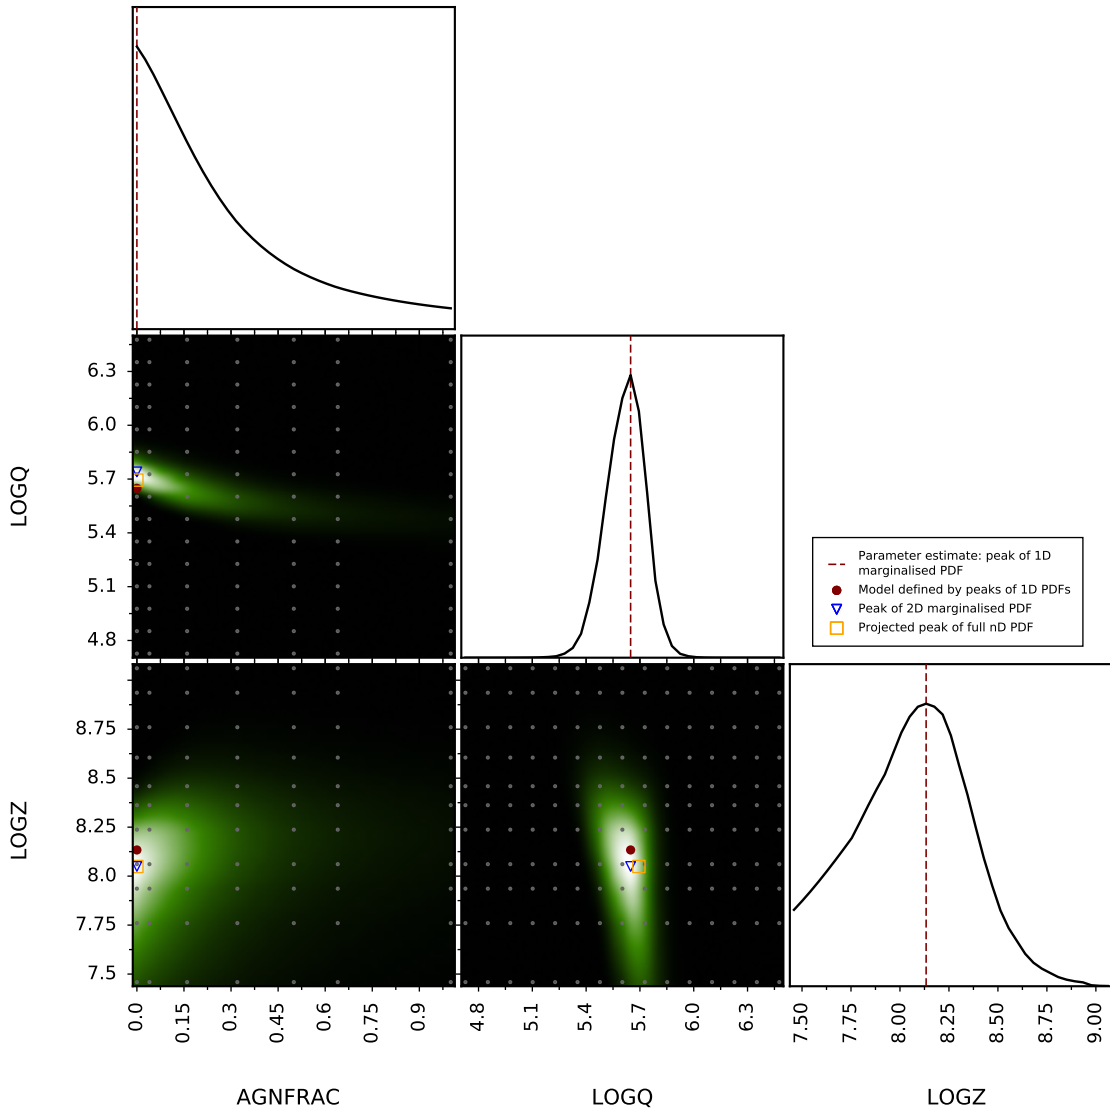 6.3
6.0
5.7
5.4
5.1
4.8
LOGQ
Parameter estimate: peak of 1D
marginalised PDF
Model defined by peaks of 1D PDFs
Peak of 2D marginalised PDF
Projected peak of full nD PDF
8.75
8.5
8.25
8.0
7.75
7.5
LOGZ
0.0 0.15 0.3 0.45 0.6 0.75 0.9
4.8 5.1 5.4 5.7 6.0 6.3
7.50 7.75 8.00 8.25 8.50 8.75 9.00
AGNFRAC LOGQ LOGZ